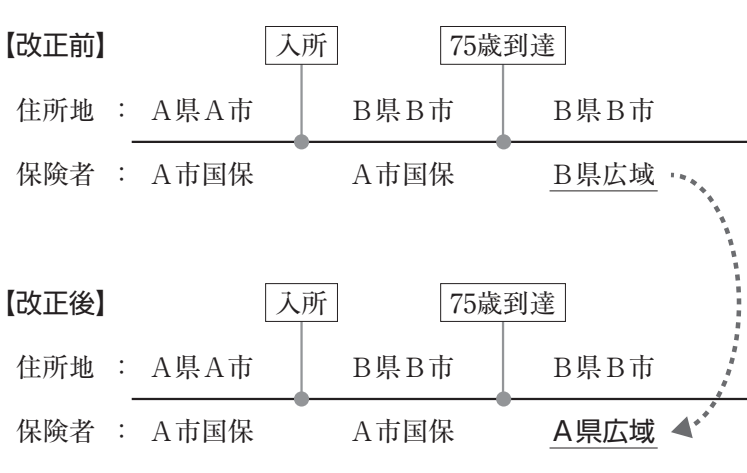 【改正前】 入所 75歳到達
住所地 : A県A市 B県B市 B県B市
保険者 : A市国保 A市国保 B県広域
【改正後】 入所 75歳到達
住所地 : A県A市 B県B市 B県B市
保険者 : A市国保 A市国保 A県広域